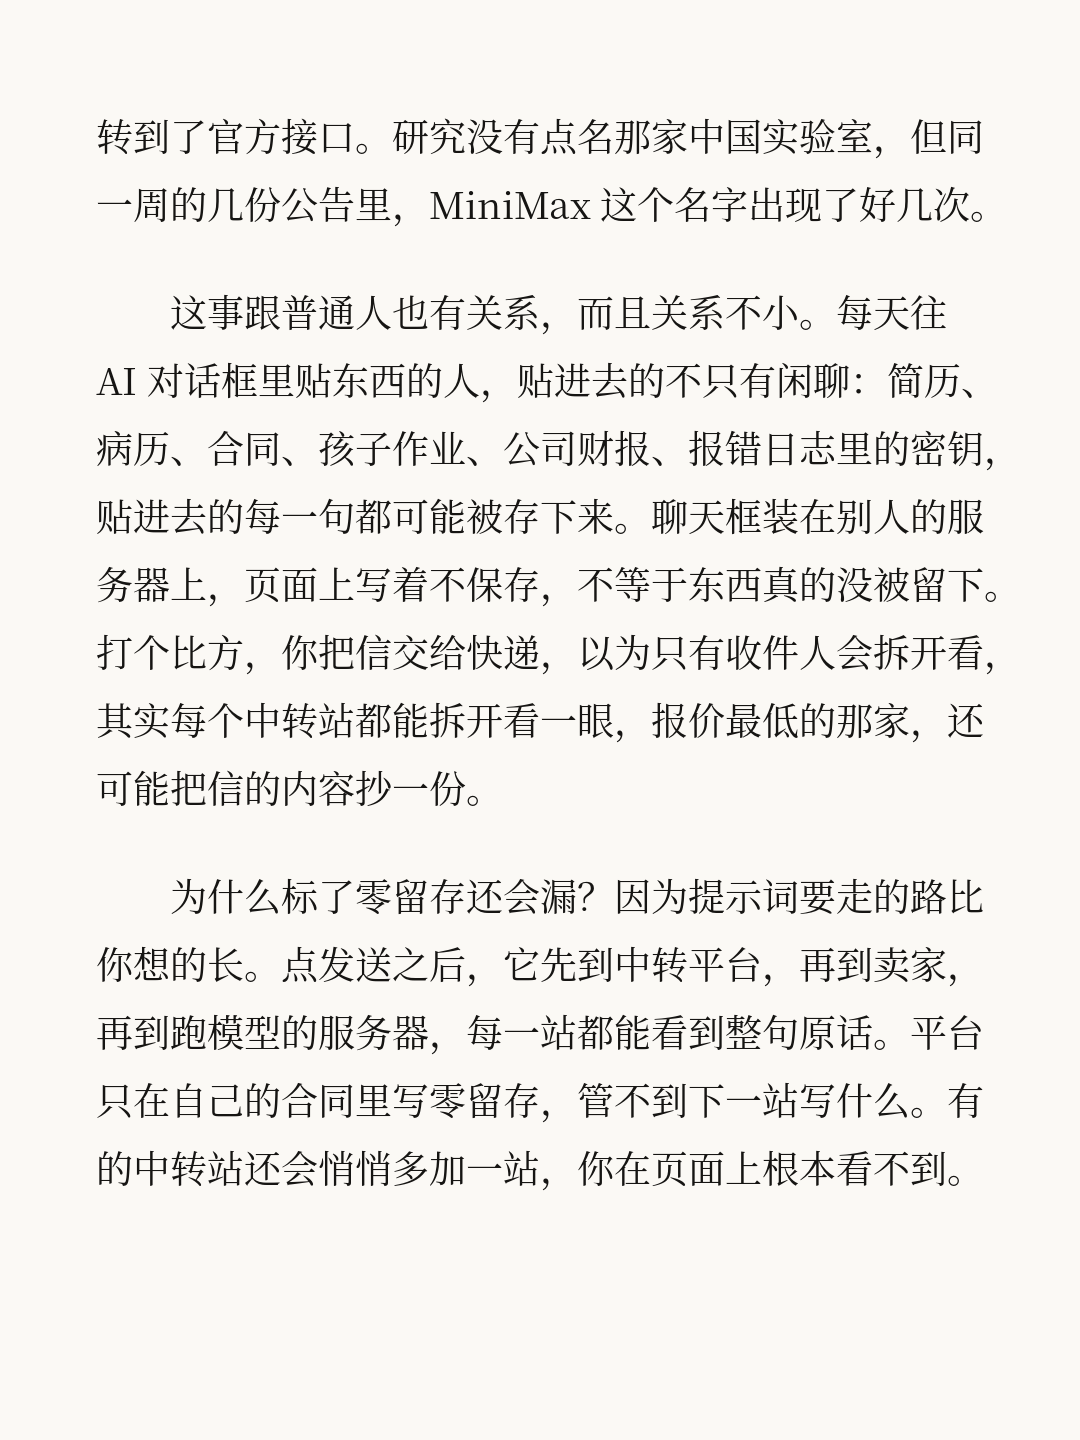 转到了官方接口。研究没有点名那家中国实验室，但同
一周的几份公告里，MiniMax 这个名字出现了好几次。
这事跟普通人也有关系，而且关系不小。每天往
AI 对话框里贴东西的人，贴进去的不只有闲聊：简历、
病历、合同、孩子作业、公司财报、报错日志里的密钥，
贴进去的每一句都可能被存下来。聊天框装在别人的服
务器上，页面上写着不保存，不等于东西真的没被留下。
打个比方，你把信交给快递，以为只有收件人会拆开看，
其实每个中转站都能拆开看一眼，报价最低的那家，还
可能把信的内容抄一份。
为什么标了零留存还会漏？因为提示词要走的路比
你想的长。点发送之后，它先到中转平台，再到卖家，
再到跑模型的服务器，每一站都能看到整句原话。平台
只在自己的合同里写零留存，管不到下一站写什么。有
的中转站还会悄悄多加一站，你在页面上根本看不到。